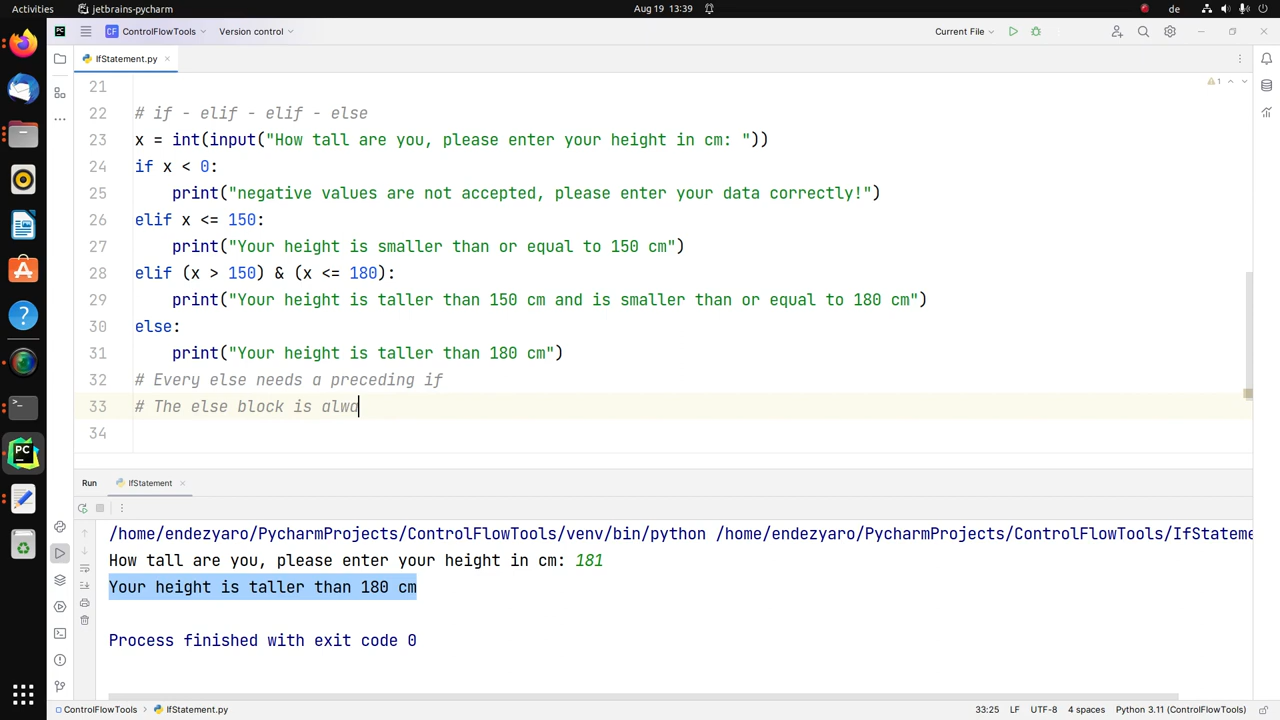 Activities
jetbrains-pycharm
Aug 19 13:39
de
CF ControlFlowTools
Version control
Current File
IfStatement.py
1
21
22 # if - elif - elif - else
23 x = int(input("How tall are you, please enter your height in cm: "))
24 if x < 0:
25 print("negative values are not accepted, please enter your data correctly!")
26 elif x <= 150:
27 print("Your height is smaller than or equal to 150 cm")
28 elif (x > 150) & (x <= 180):
29 print("Your height is taller than 150 cm and is smaller than or equal to 180 cm")
30 else:
31 print("Your height is taller than 180 cm")
32 # Every else needs a preceding if
33 # The else block is alwa
34
Run
IfStatement
/home/endezyaro/PycharmProjects/ControlFlowTools/venv/bin/python /home/endezyaro/PycharmProjects/ControlFlowTools/IfStateme
How tall are you, please enter your height in cm: 181
Your height is taller than 180 cm
Process finished with exit code 0
ControlFlowTools > IfStatement.py
33:25 LF UTF-8 4 spaces Python 3.11 (ControlFlowTools)
PC